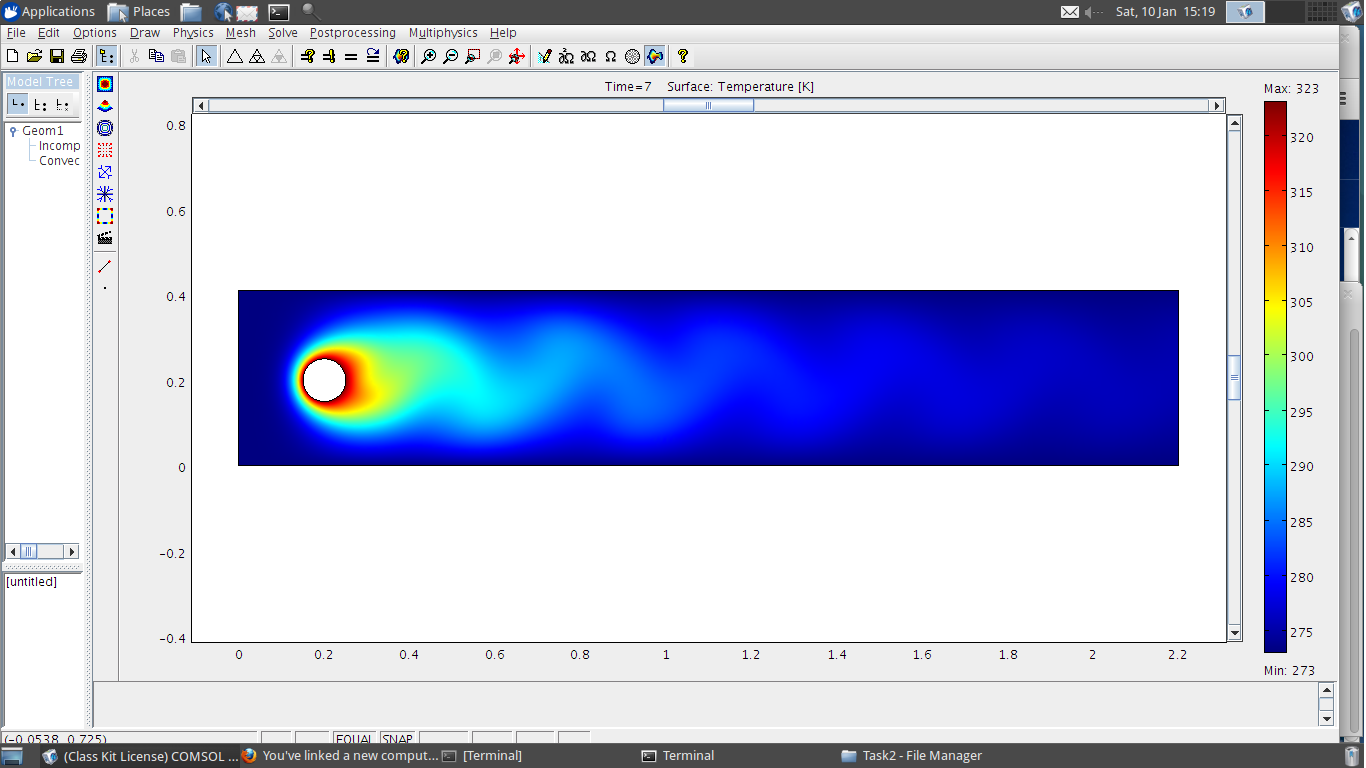 Applications Places Sat, 10 Jan 15:19
File Edit Options Draw Physics Mesh Solve Postprocessing Multiphysics Help
Model Tree
Geom1
Incomp
Convec
[untitled]
Time=7 Surface: Temperature [K]
0.8
0.6
0.4
0.2
0
-0.2
-0.4
0 0.2 0.4 0.6 0.8 1 1.2 1.4 1.6 1.8 2 2.2
Max: 323
320
315
310
305
300
295
290
285
280
275
Min: 273
(-0.0538, 0.725) EQUAL SNAP
(Class Kit License) COMSOL ... You've linked a new comput... [Terminal] Terminal Task2 - File Manager